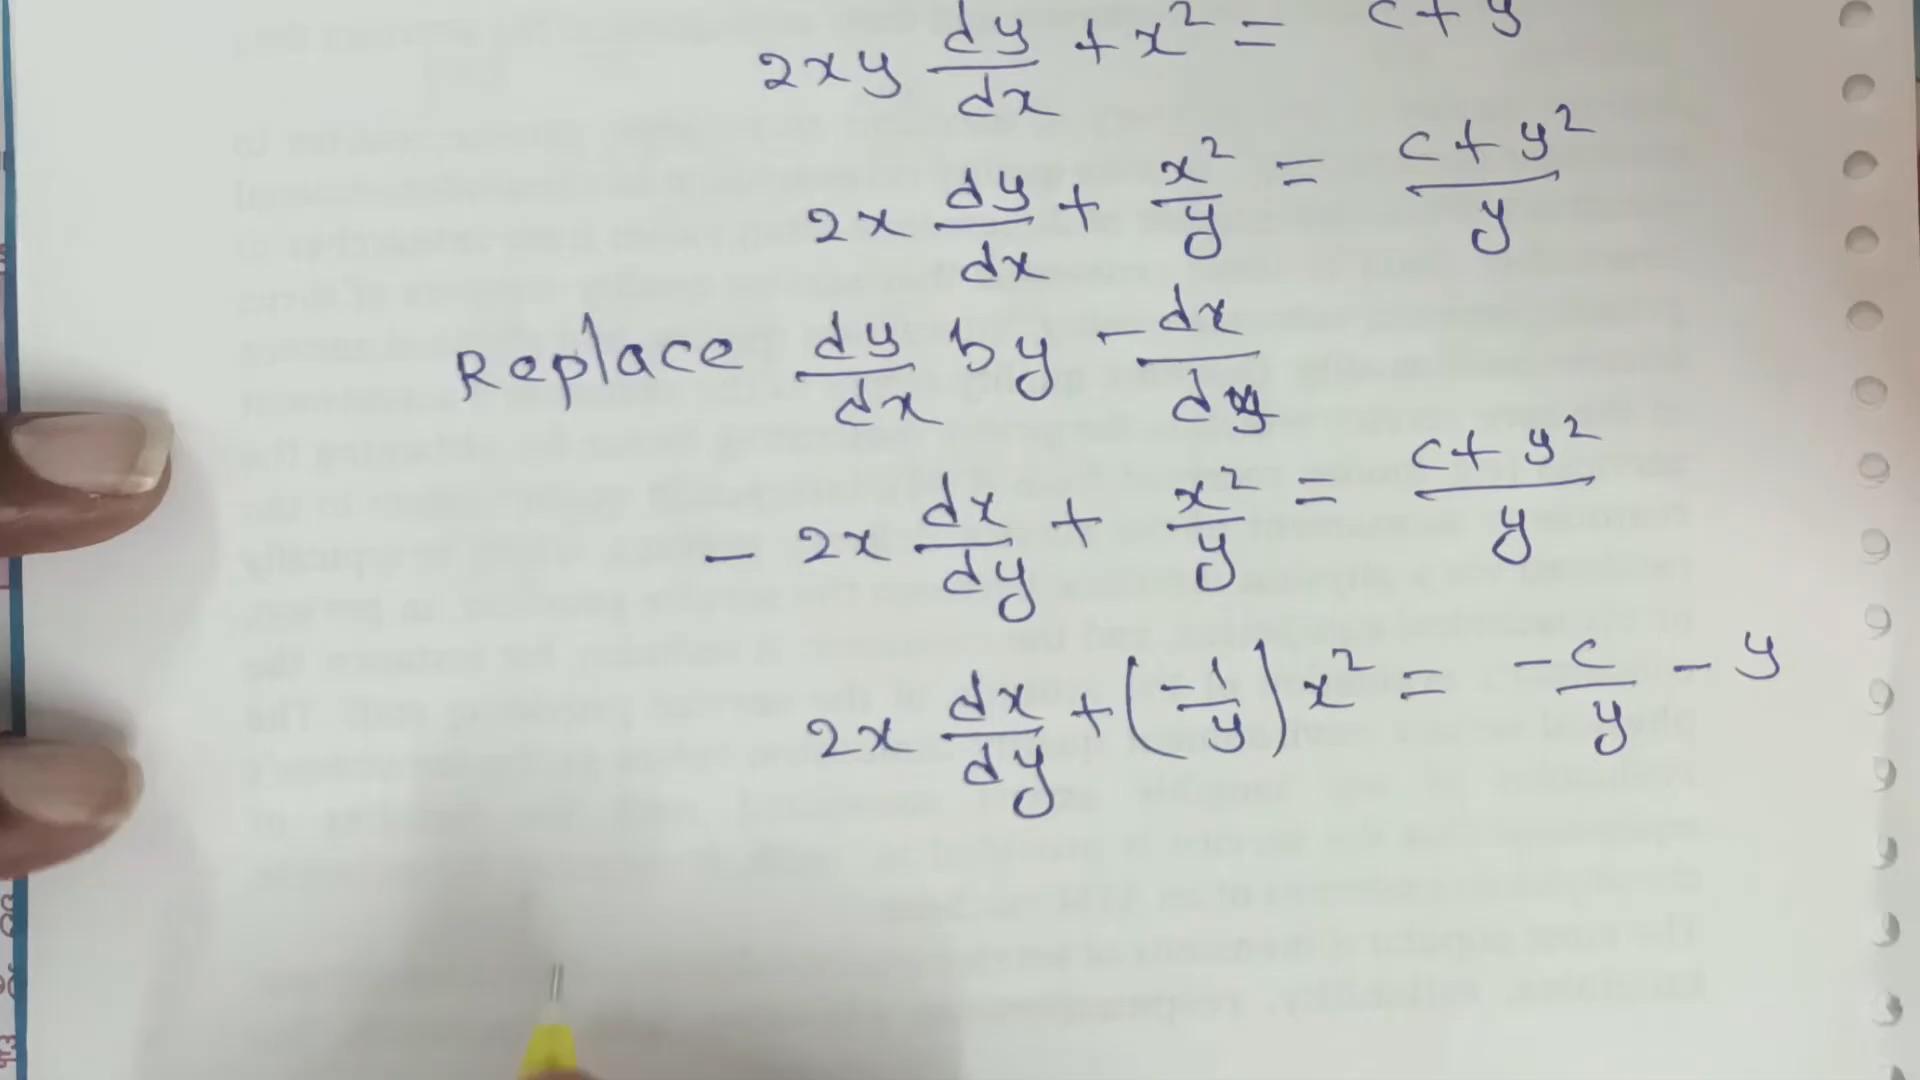 2xy dy/dx + x² = c + y
2x dy/dx + x²/y = (c + y²)/y
Replace dy/dx by - dx/dy
- 2x dx/dy + x²/y = (c + y²)/y
2x dx/dy + (-1/y) x² = -c/y - y